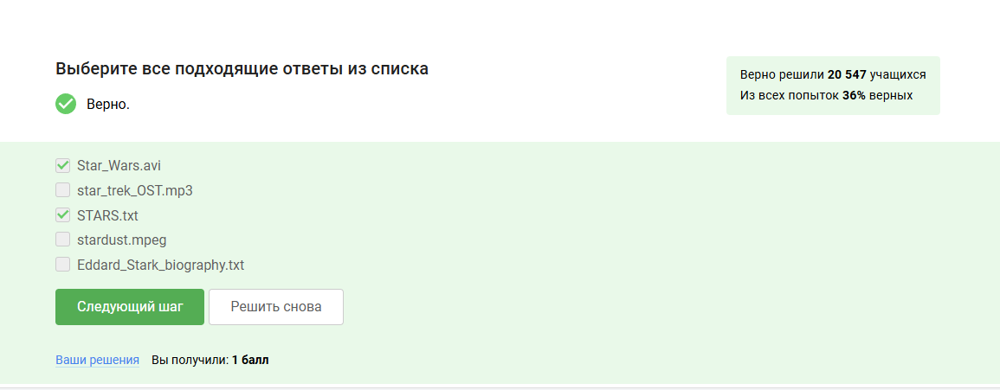 Выберите все подходящие ответы из списка
Верно.
Верно решили 20 547 учащихся
Из всех попыток 36% верных
Star_Wars.avi
star_trek_OST.mp3
STARS.txt
stardust.mpeg
Eddard_Stark_biography.txt
Следующий шаг Решить снова
Ваши решения Вы получили: 1 балл